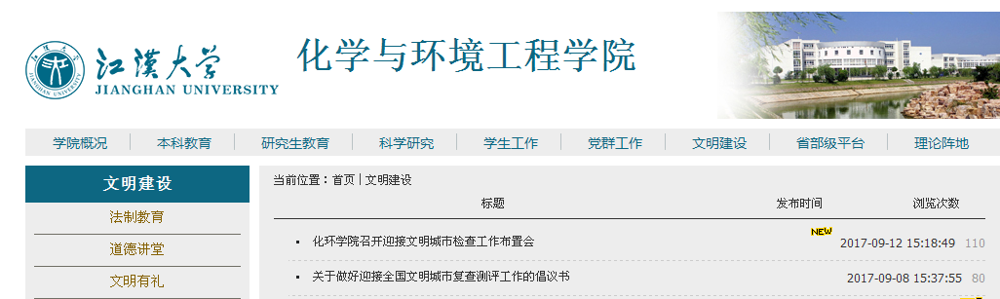 江漢大学
JIANGHAN UNIVERSITY
化学与环境工程学院
学院概况 本科教育 研究生教育 科学研究 学生工作 党群工作 文明建设 省部级平台 理论阵地
文明建设
法制教育
道德讲堂
文明有礼
当前位置：首页 | 文明建设
标题 发布时间 浏览次数
化环学院召开迎接文明城市检查工作布置会 NEW 2017-09-12 15:18:49 110
关于做好迎接全国文明城市复查测评工作的倡议书 2017-09-08 15:37:55 80